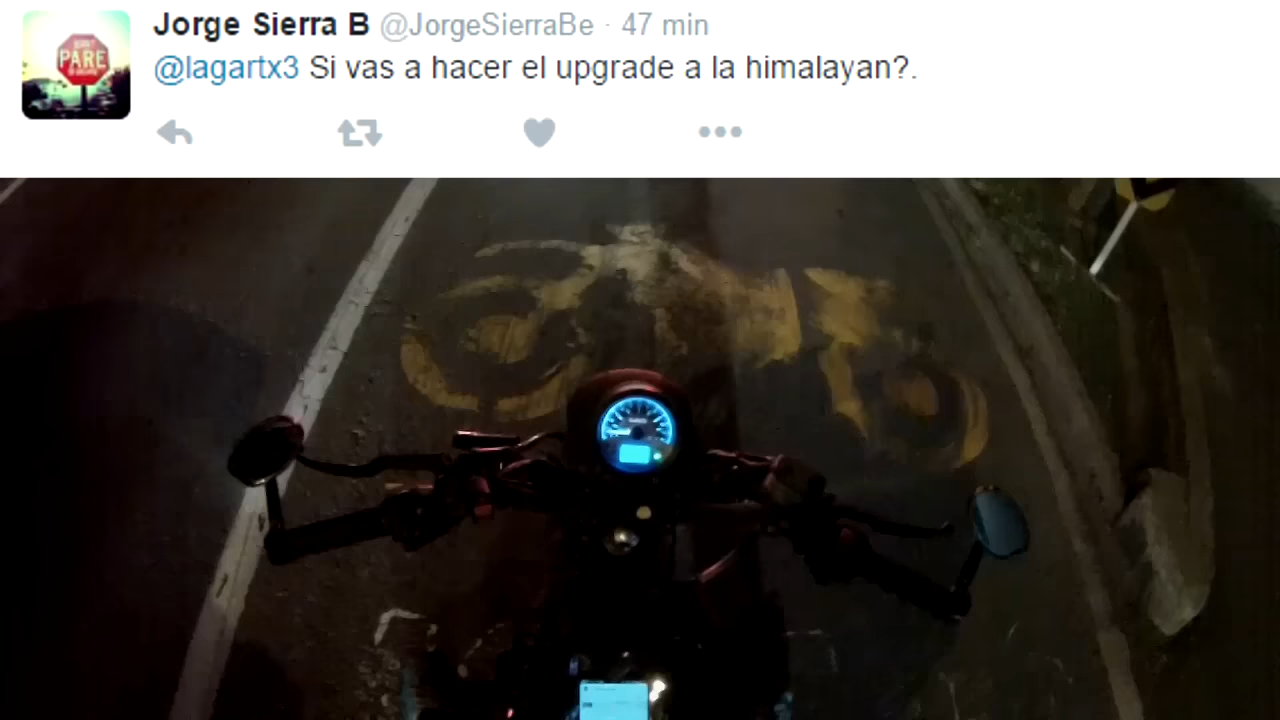 Jorge Sierra B @JorgeSierraBe · 47 min
@lagartx3 Si vas a hacer el upgrade a la himalayan?.
PARE